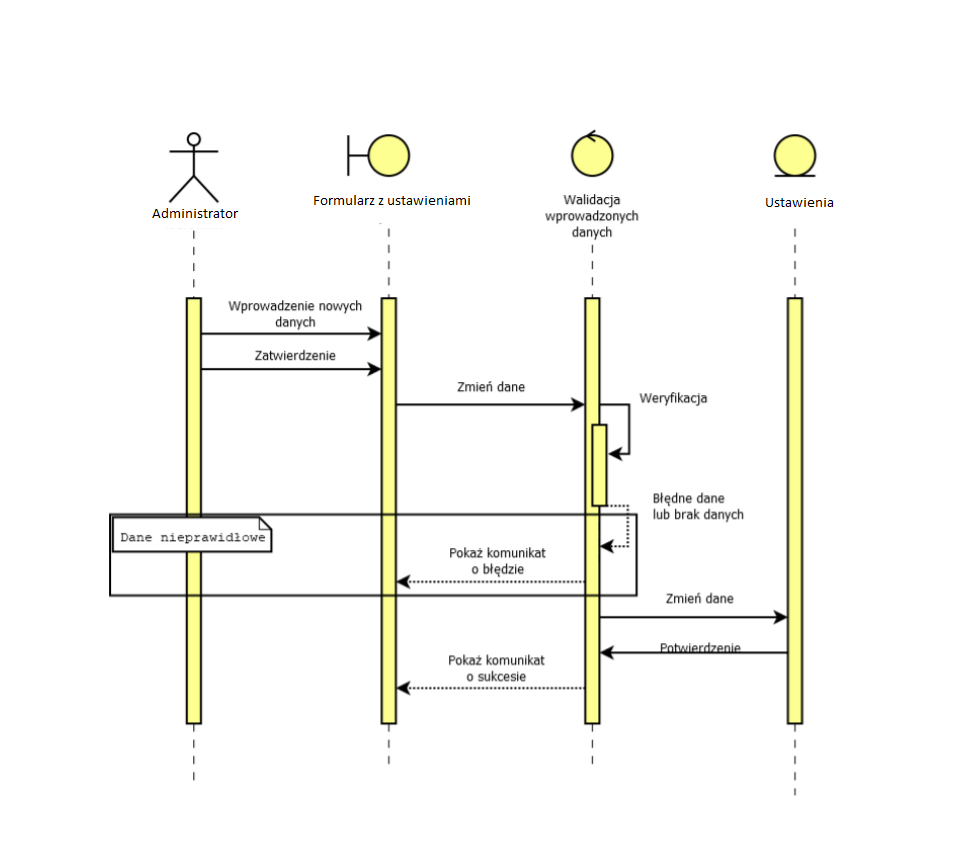 Administrator
Formularz z ustawieniami
Walidacja
wprowadzonych
danych
Ustawienia
Wprowadzenie nowych
danych
Zatwierdzenie
Zmień dane
Weryfikacja
Błędne dane
lub brak danych
Dane nieprawidłowe
Pokaż komunikat
o błędzie
Zmień dane
Potwierdzenie
Pokaż komunikat
o sukcesie